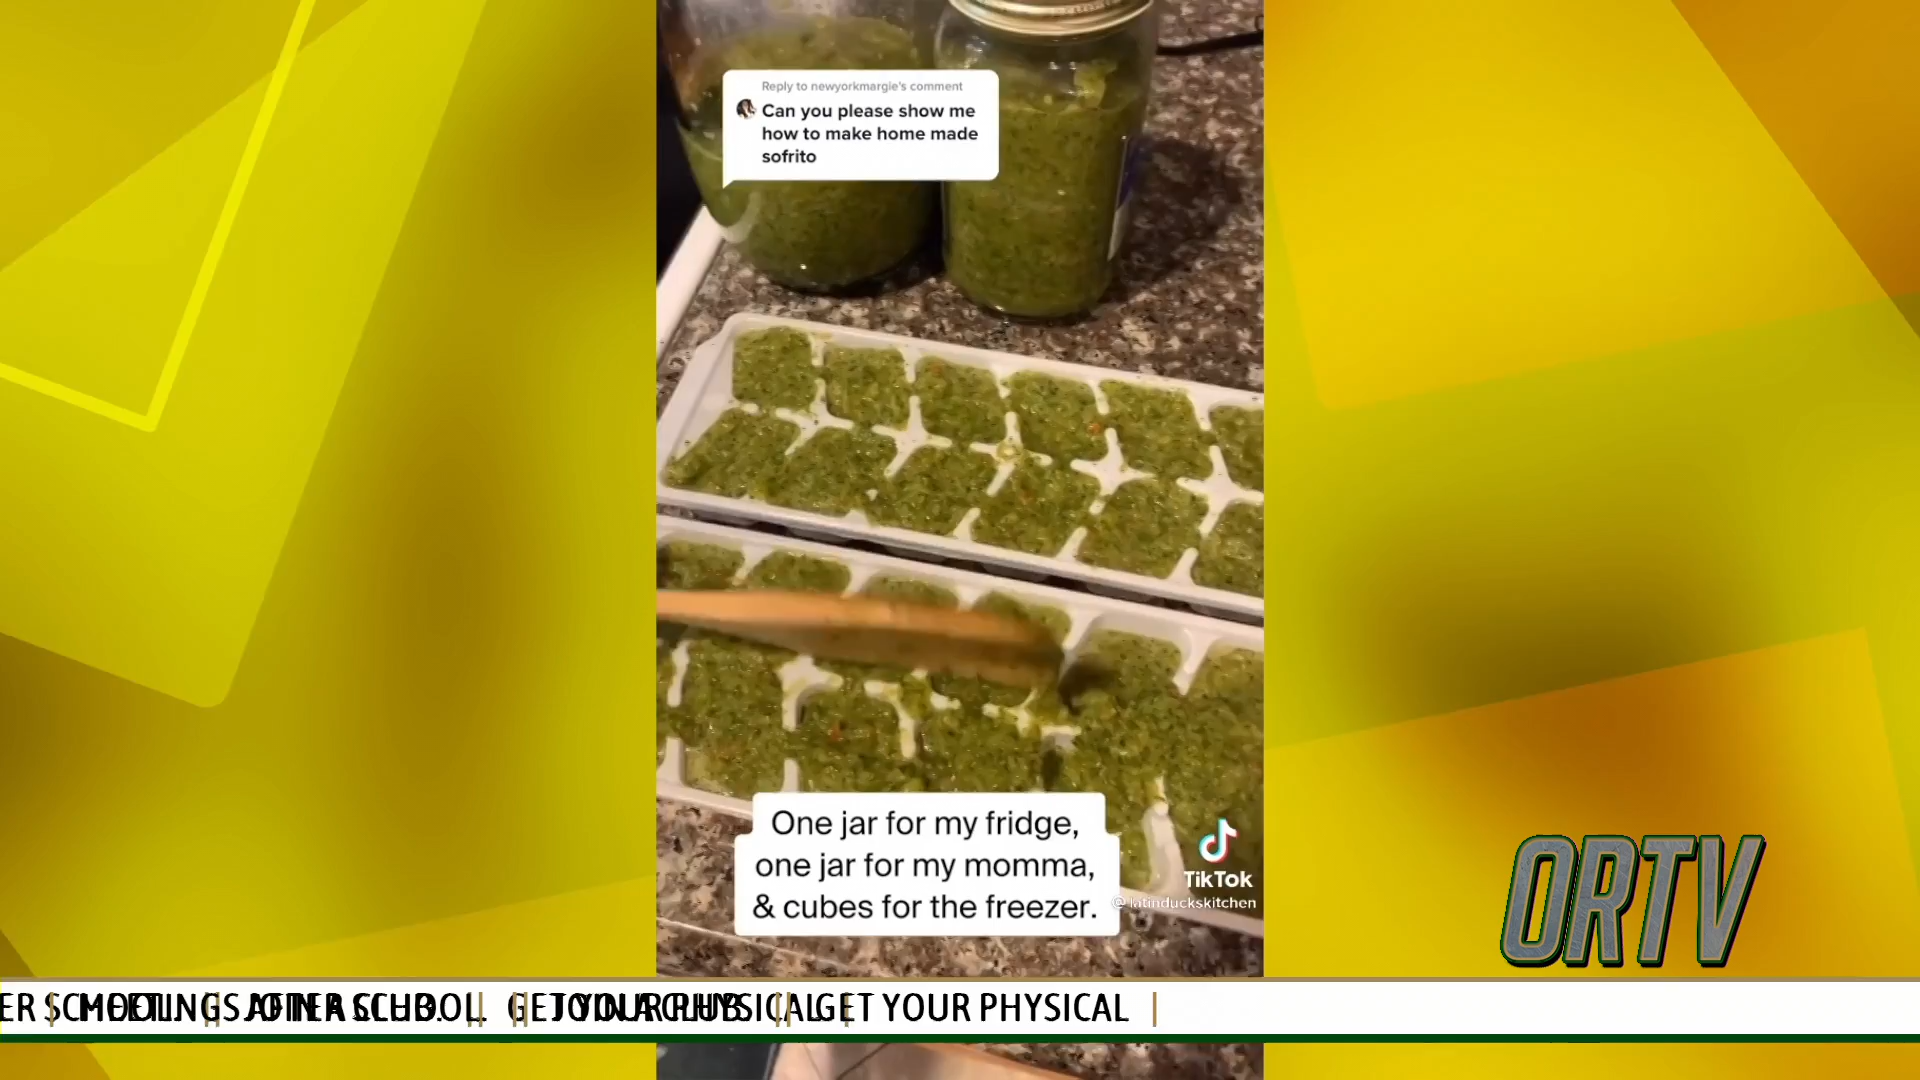 Reply to newyorkmargie's comment
Can you please show me
how to make home made
sofrito
One jar for my fridge,
one jar for my momma,
& cubes for the freezer.
TikTok
@latinduckskitchen
ORTV
GET YOUR PHYSICAL |